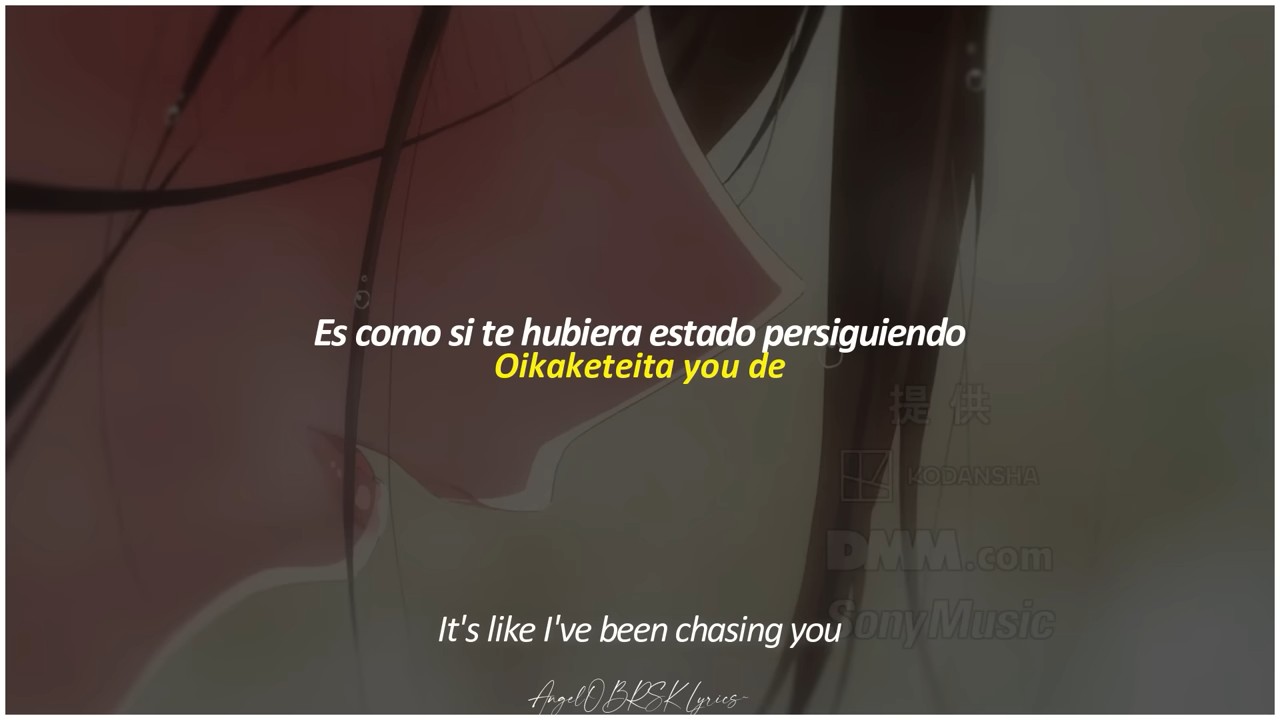 Es como si te hubiera estado persiguiendo
Oikaketeita you de
提 供
KODANSHA
DMM.com
It's like I've been chasing you
SonyMusic
AngelOBRSK Lyrics~